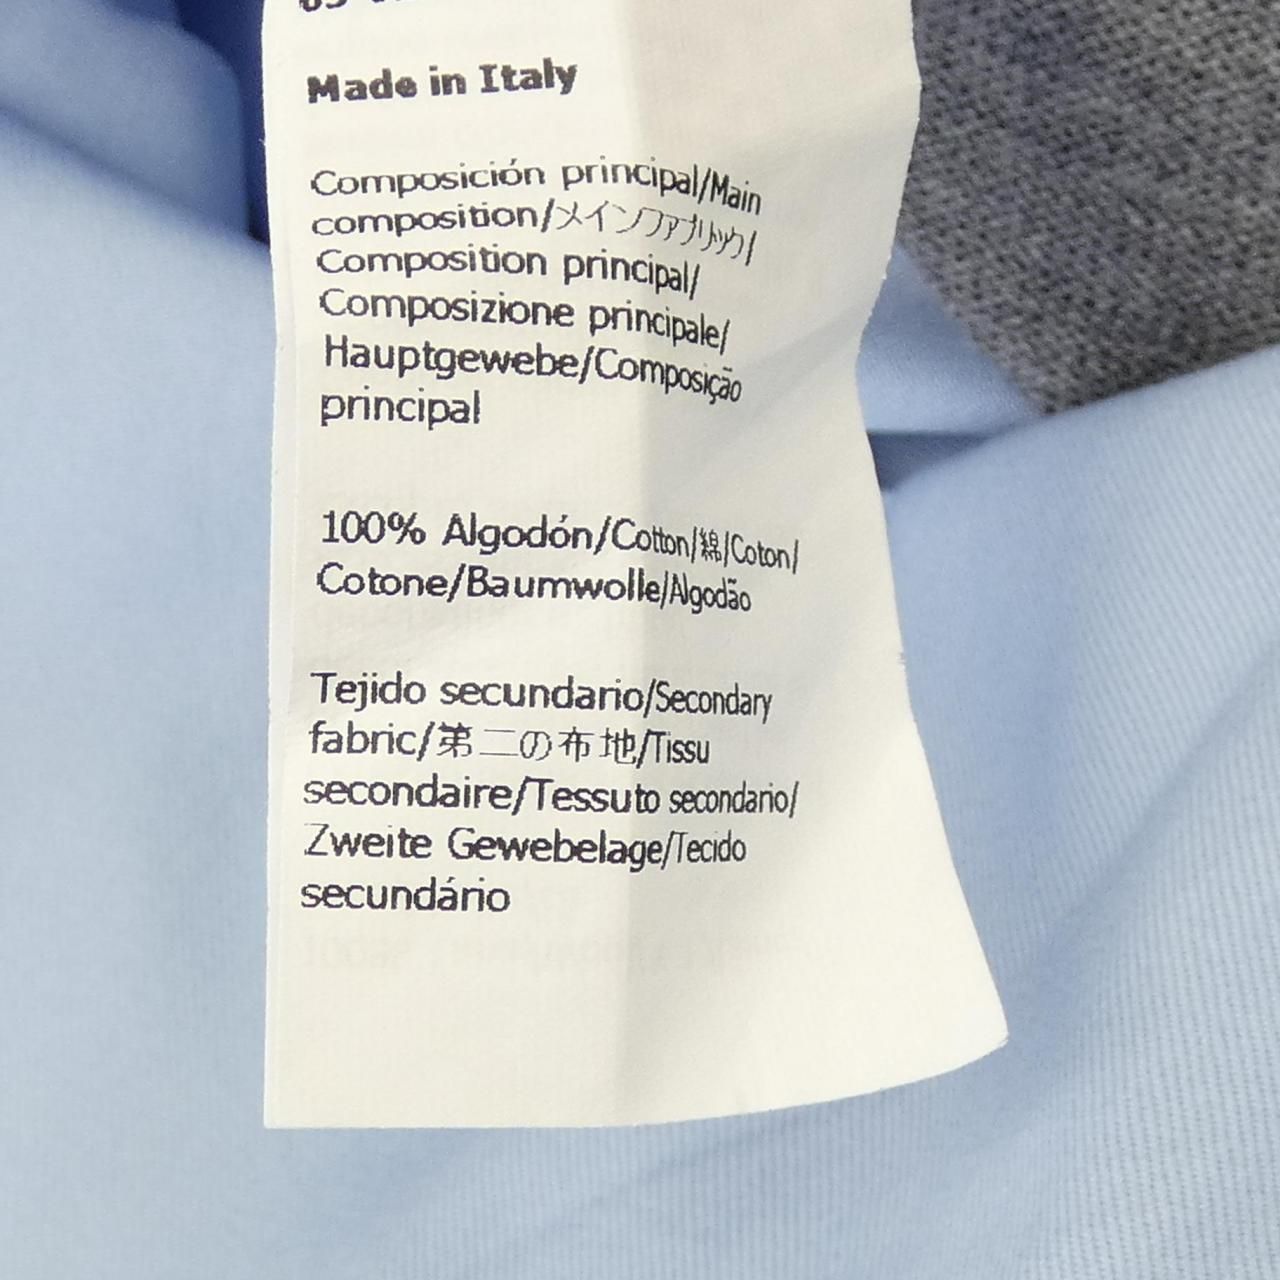 Made in Italy
Composición principal/Main
composition/メインファブリック/
Composition principal/
Composizione principale/
Hauptgewebe/Composição
principal
100% Algodón/Cotton/綿/Coton/
Cotone/Baumwolle/Algodão
Tejido secundario/Secondary
fabric/第二の布地/Tissu
secondaire/Tessuto secondario/
Zweite Gewebelage/Tecido
secundário